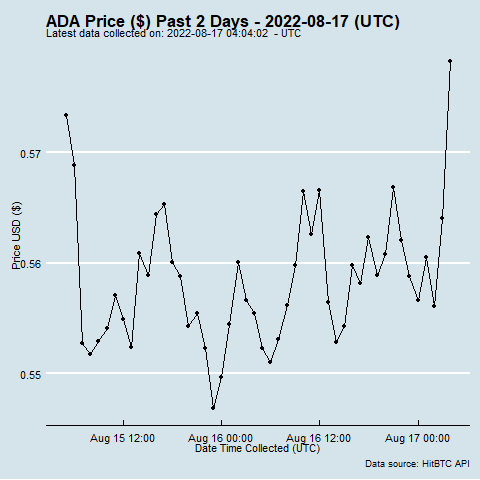 ADA Price ($) Past 2 Days - 2022-08-17 (UTC)
Latest data collected on: 2022-08-17 04:04:02 - UTC
0.57
0.56
0.55
Price USD ($)
Aug 15 12:00 Aug 16 00:00 Aug 16 12:00 Aug 17 00:00
Date Time Collected (UTC)
Data source: HitBTC API